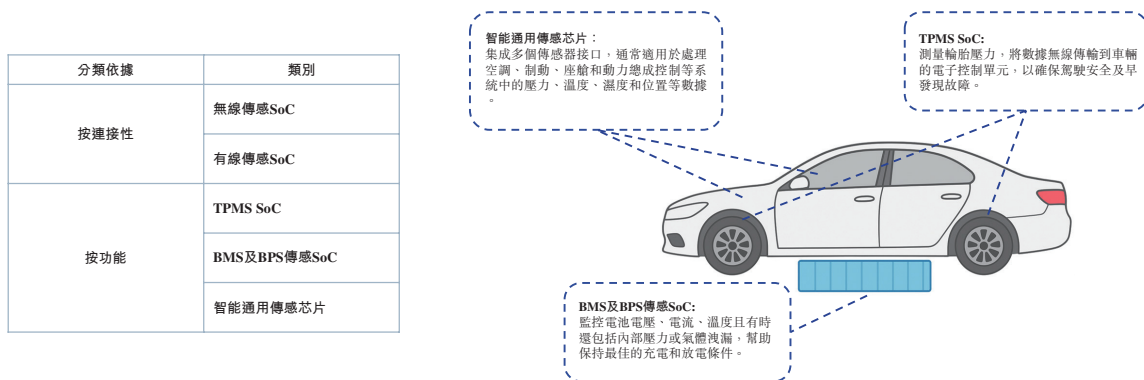 分類依據 類別
按連接性
無線傳感SoC
有線傳感SoC
按功能
TPMS SoC
BMS及BPS傳感SoC
智能通用傳感芯片
智能通用傳感芯片：
集成多個傳感器接口，通常適用於處理
空調、制動、座艙和動力總成控制等系
統中的壓力、溫度、濕度和位置等數據
。
TPMS SoC:
測量輪胎壓力，將數據無線傳輸到車輛
的電子控制單元，以確保駕駛安全及早
發現故障。
BMS及BPS傳感SoC:
監控電池電壓、電流、溫度且有時
還包括內部壓力或氣體洩漏，幫助
保持最佳的充電和放電條件。